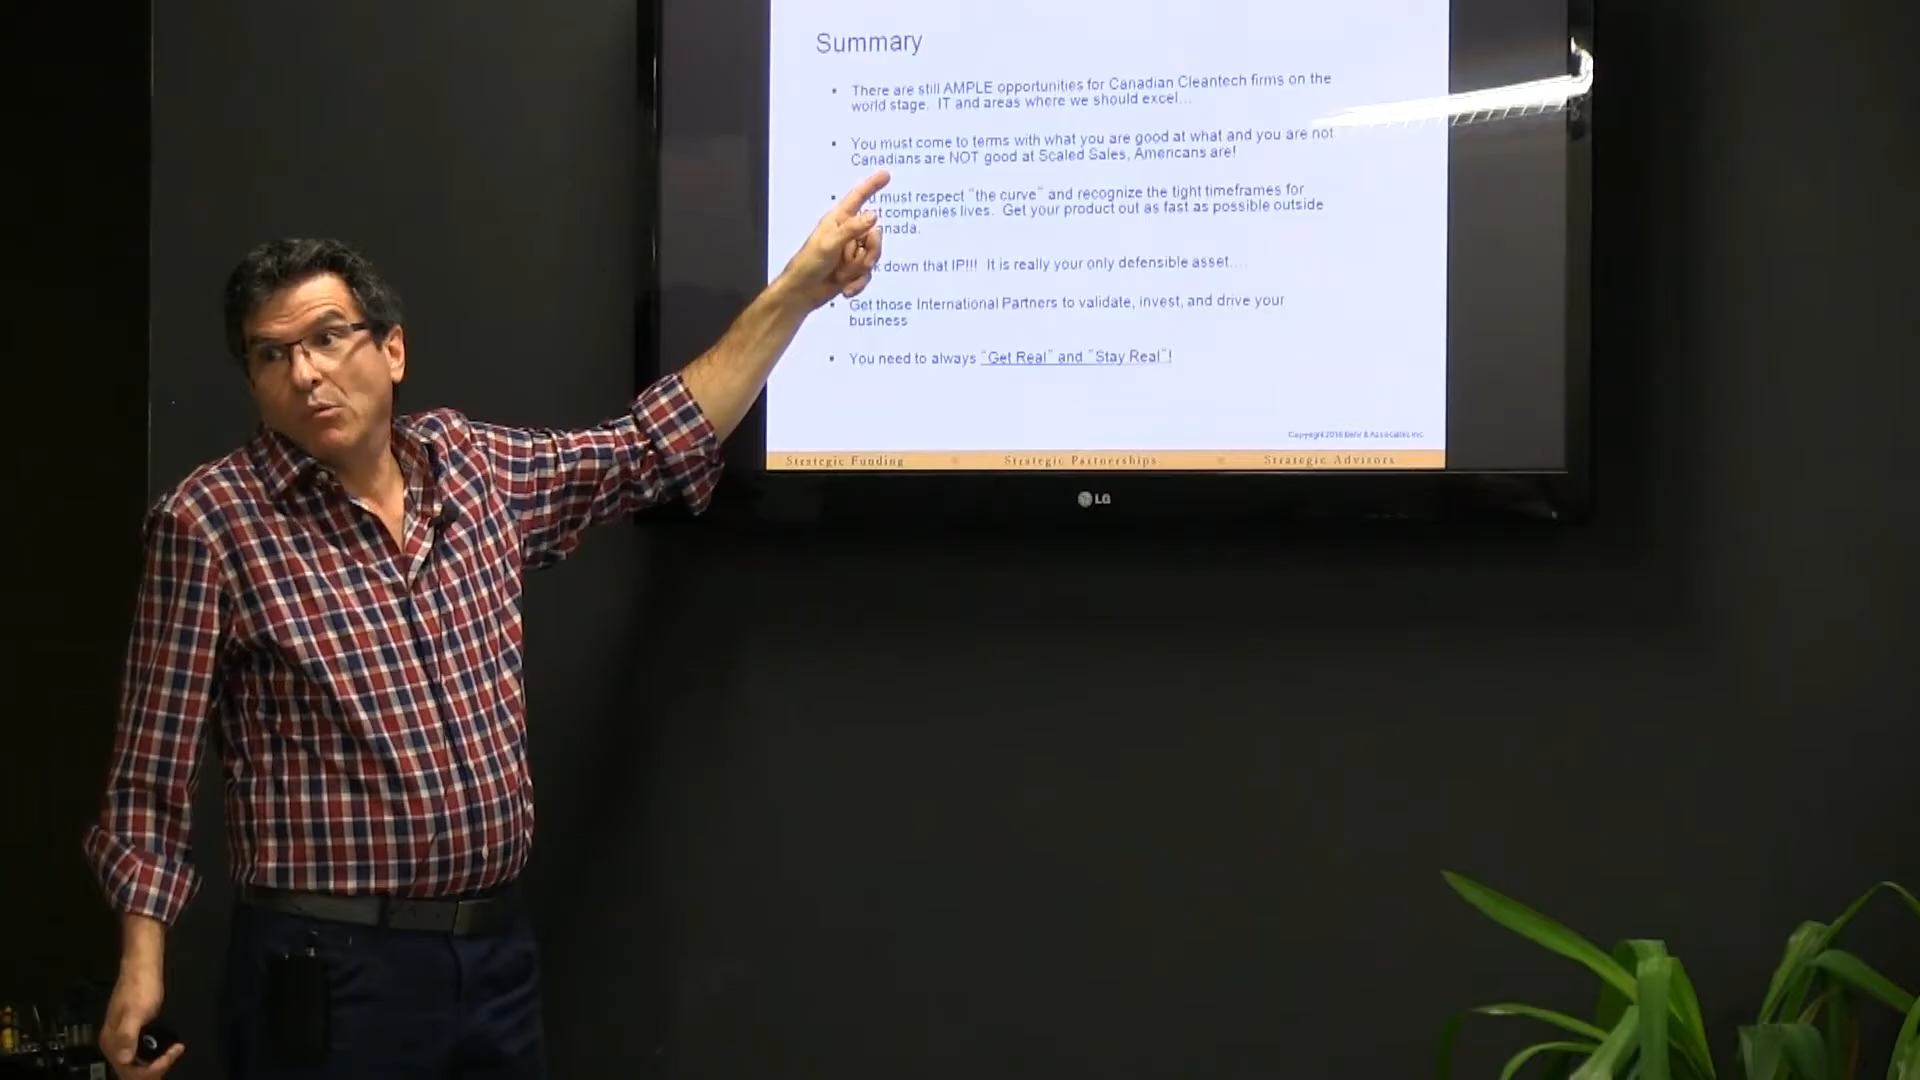 Summary
There are still AMPLE opportunities for Canadian Cleantech firms on the
world stage. IT and areas where we should excel...
You must come to terms with what you are good at what and you are not.
Canadians are NOT good at Scaled Sales, Americans are!
must respect "the curve" and recognize the tight timeframes for
companies lives. Get your product out as fast as possible outside
down that IP!!! It is really your only defensible asset....
Get those International Partners to validate, invest, and drive your
business
You need to always "Get Real" and "Stay Real"!
Copyright 2016 Behr & Associates Inc.
Strategic Funding Strategic Partnerships Strategic Advisors
LG